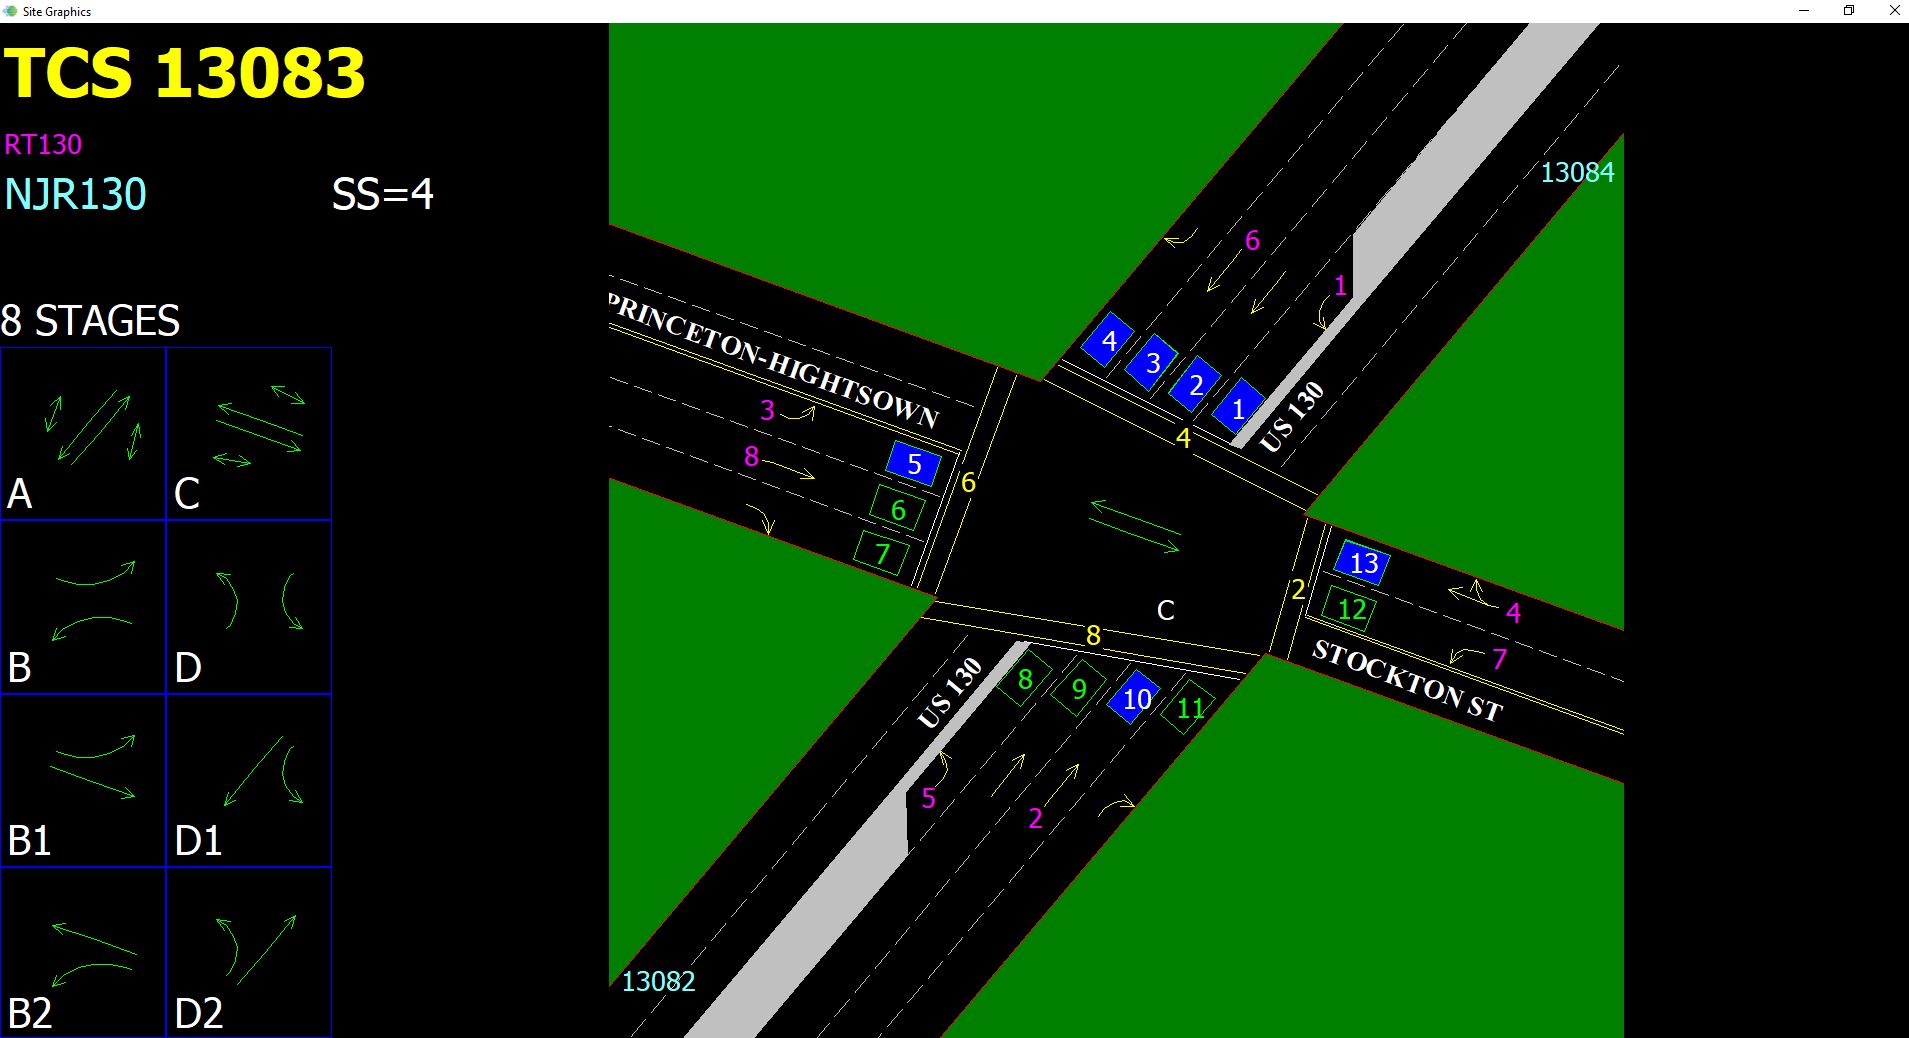 Site Graphics
TCS 13083
RT130
NJR130
SS=4
8 STAGES
A
C
B
D
B1
D1
B2
D2
13084
6
1
PRINCETON-HIGHTSOWN
4
3
2
1
US 130
4
3
8
5
6
6
7
13
2
12
4
7
C
8
STOCKTON ST
US 130
8
9
10
11
5
2
13082